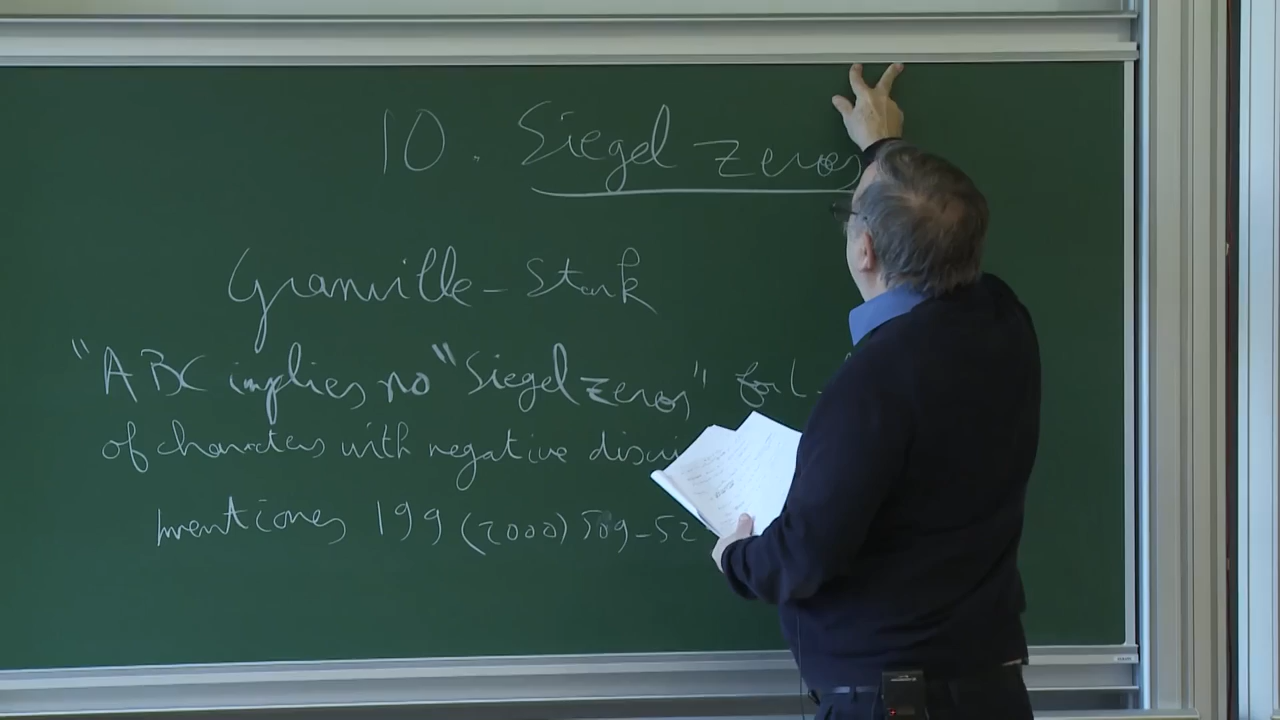 10. Siegel zeros
Granville - Stark
"ABC implies no "Siegel zeros" for L-
of characters with negative discri
Inventiones 199 (2000) 509-52